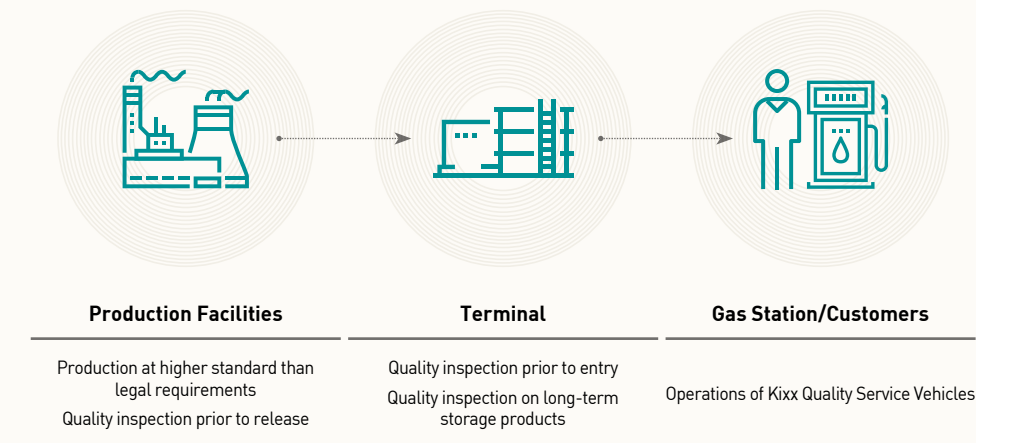 Production Facilities
Production at higher standard than
legal requirements
Quality inspection prior to release
Terminal
Quality inspection prior to entry
Quality inspection on long-term
storage products
Gas Station/Customers
Operations of Kixx Quality Service Vehicles